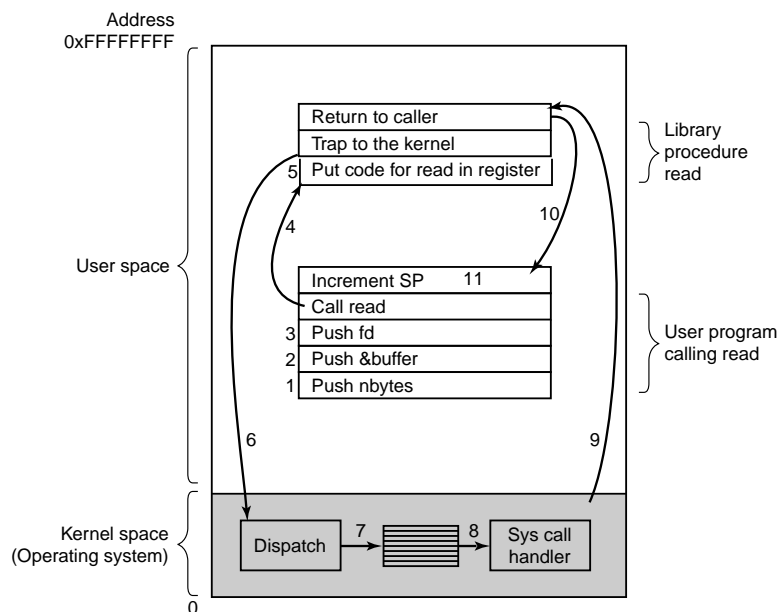 Address
0xFFFFFFFF
Return to caller
Trap to the kernel
5 Put code for read in register
Library
procedure
read
4
10
User space
Increment SP 11
Call read
3 Push fd
2 Push &buffer
1 Push nbytes
User program
calling read
6
9
Kernel space
(Operating system)
Dispatch
7
8
Sys call
handler
0